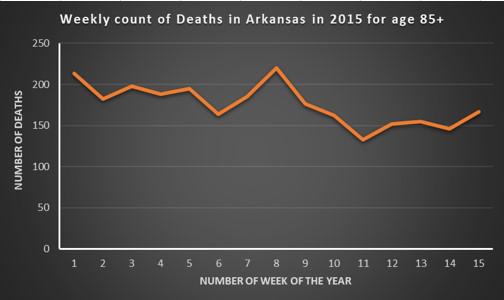 Weekly count of Deaths in Arkansas in 2015 for age 85+
250
200
150
100
50
0
NUMBER OF DEATHS
1 2 3 4 5 6 7 8 9 10 11 12 13 14 15
NUMBER OF WEEK OF THE YEAR